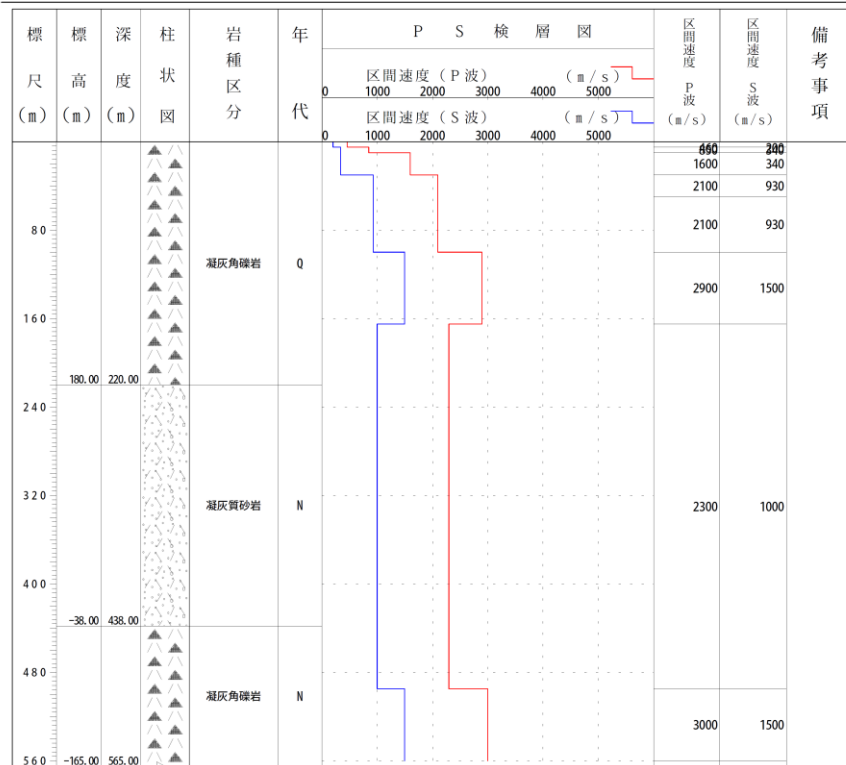 標尺(m)
標高(m)
深度(m)
柱状図
岩種区分
年代
PS検層図
区間速度(P波) (m/s)
0 1000 2000 3000 4000 5000
区間速度(S波) (m/s)
0 1000 2000 3000 4000 5000
区間速度 P波 (m/s)
区間速度 S波 (m/s)
備考事項
340
1600 340
2100 930
80
2100 930
凝灰角礫岩 Q
2900 1500
160
180.00 220.00
240
320
凝灰質砂岩 N
2300 1000
400
-38.00 438.00
480
凝灰角礫岩 N
3000 1500
560 -165.00 565.00